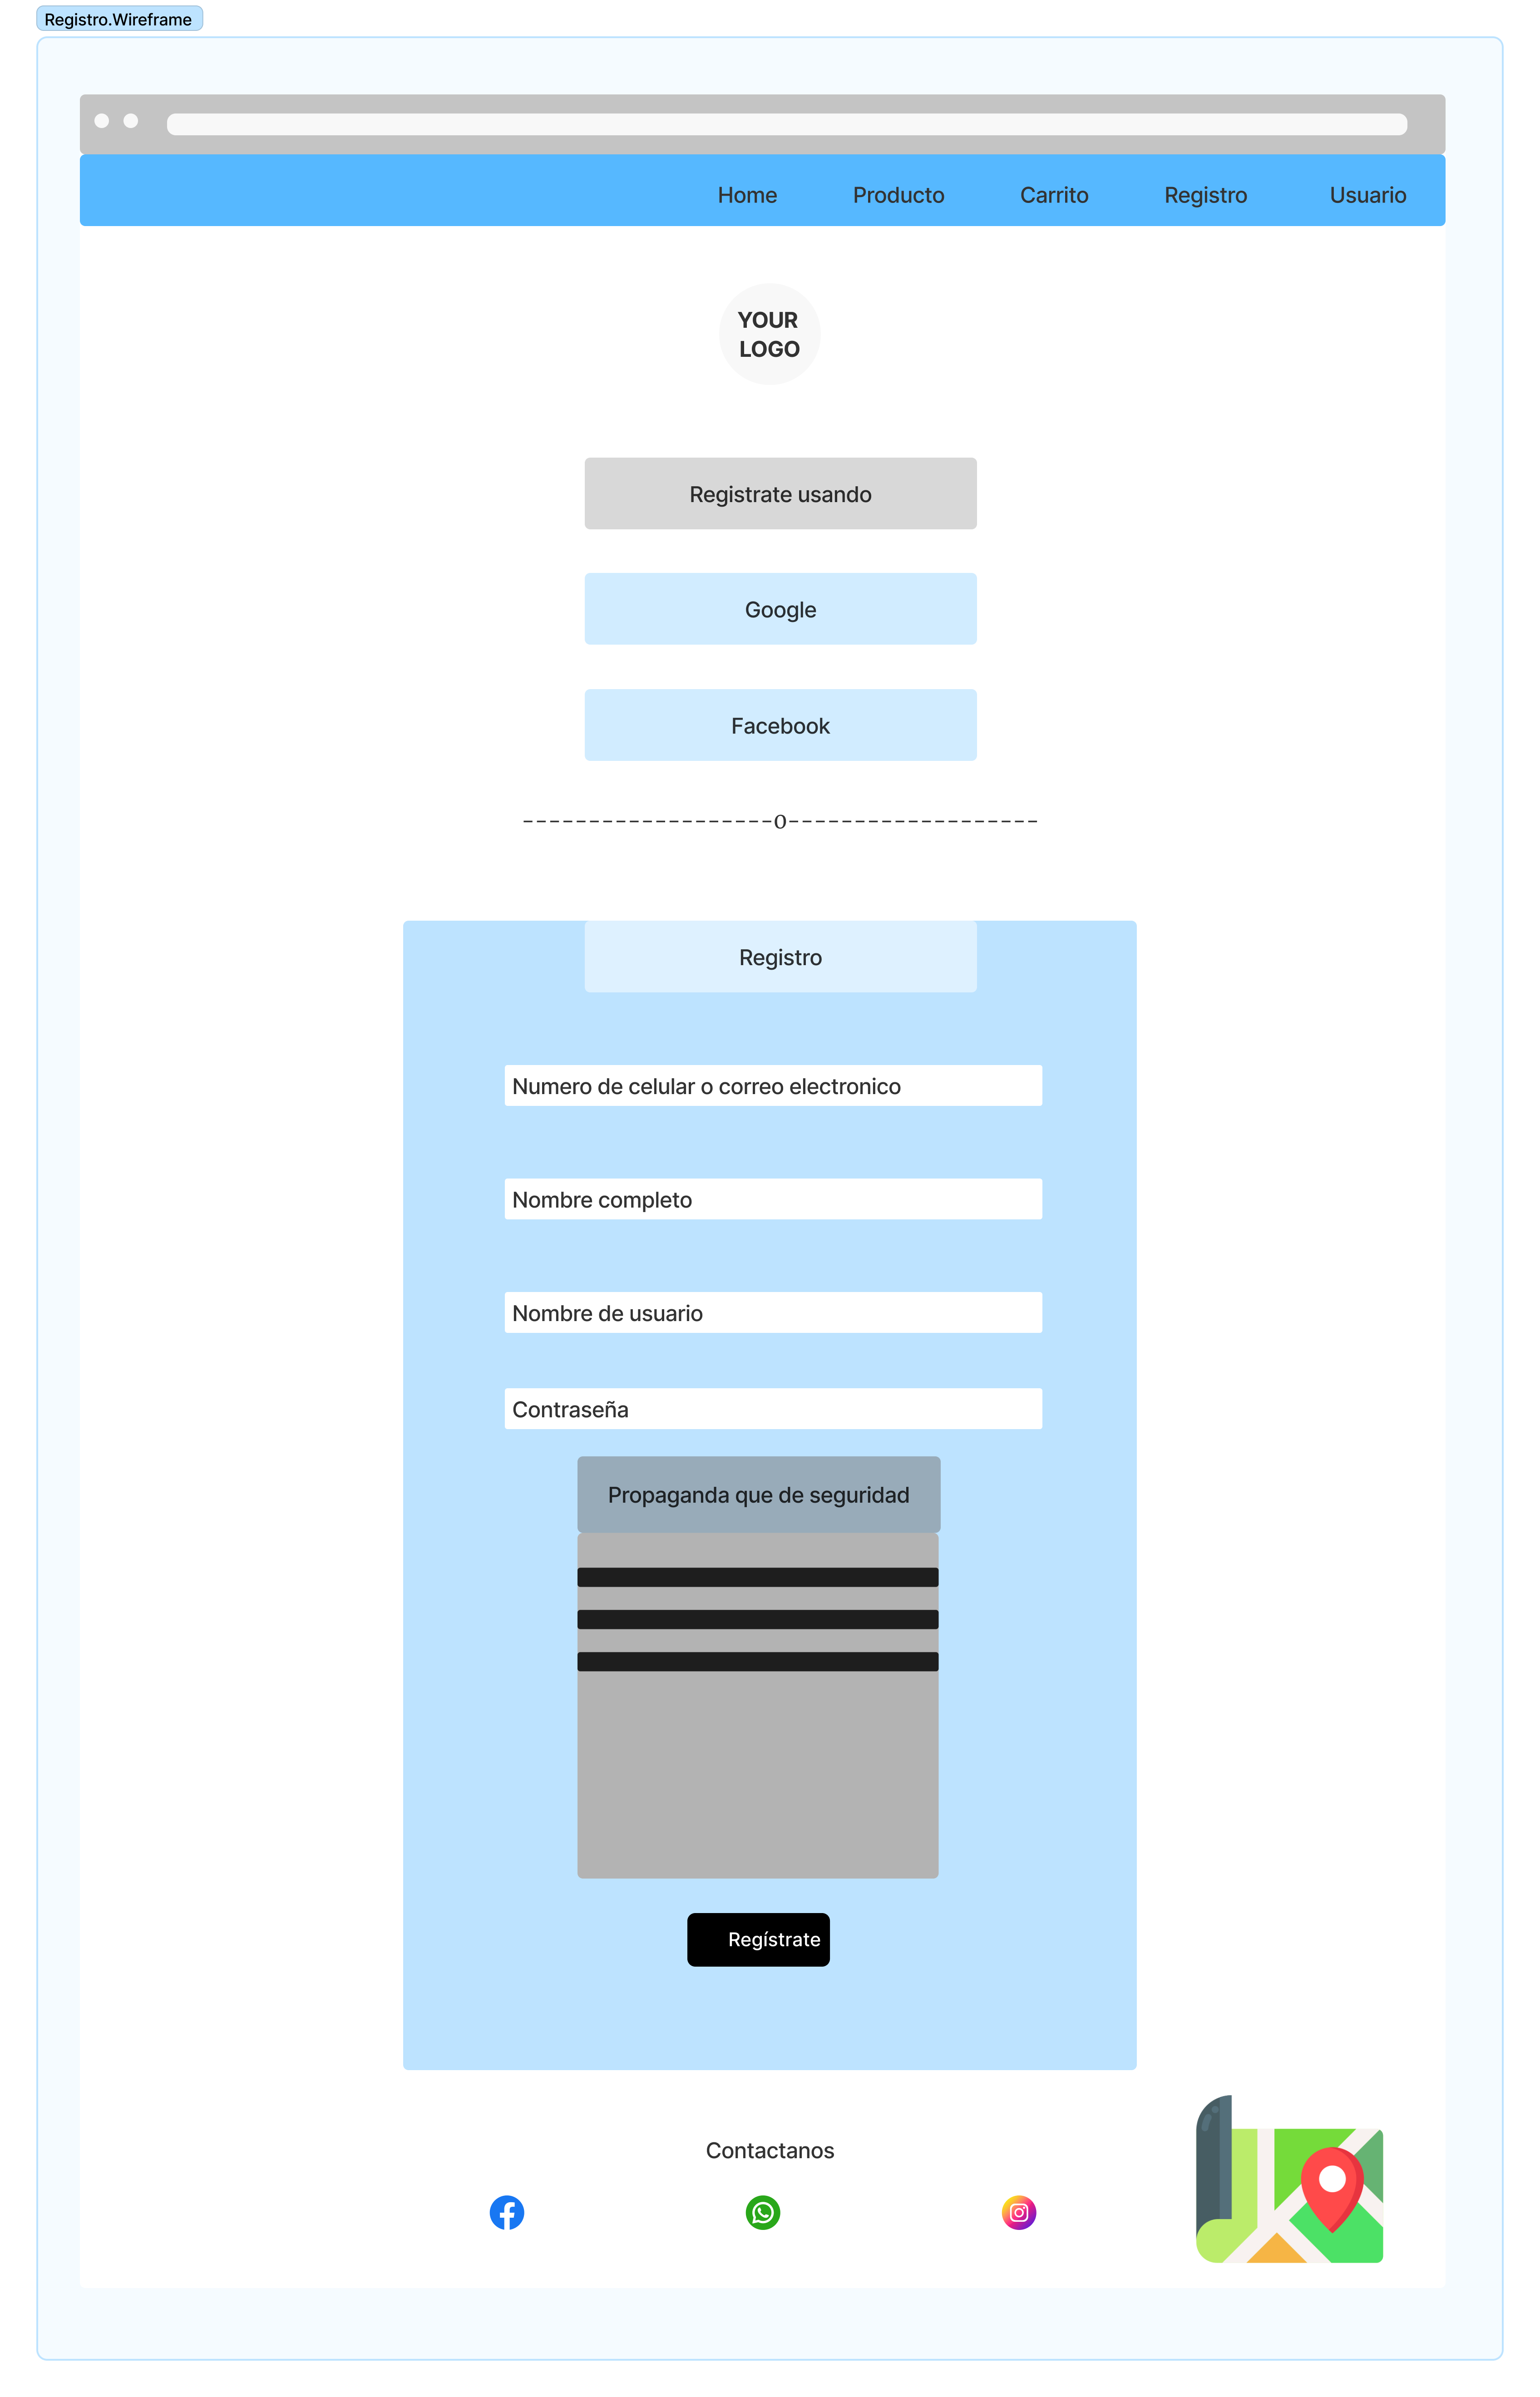 Registro.Wireframe
Home Producto Carrito Registro Usuario
YOUR
LOGO
Registrate usando
Google
Facebook
-------------------o-------------------
Registro
Numero de celular o correo electronico
Nombre completo
Nombre de usuario
Contraseña
Propaganda que de seguridad
Regístrate
Contactanos